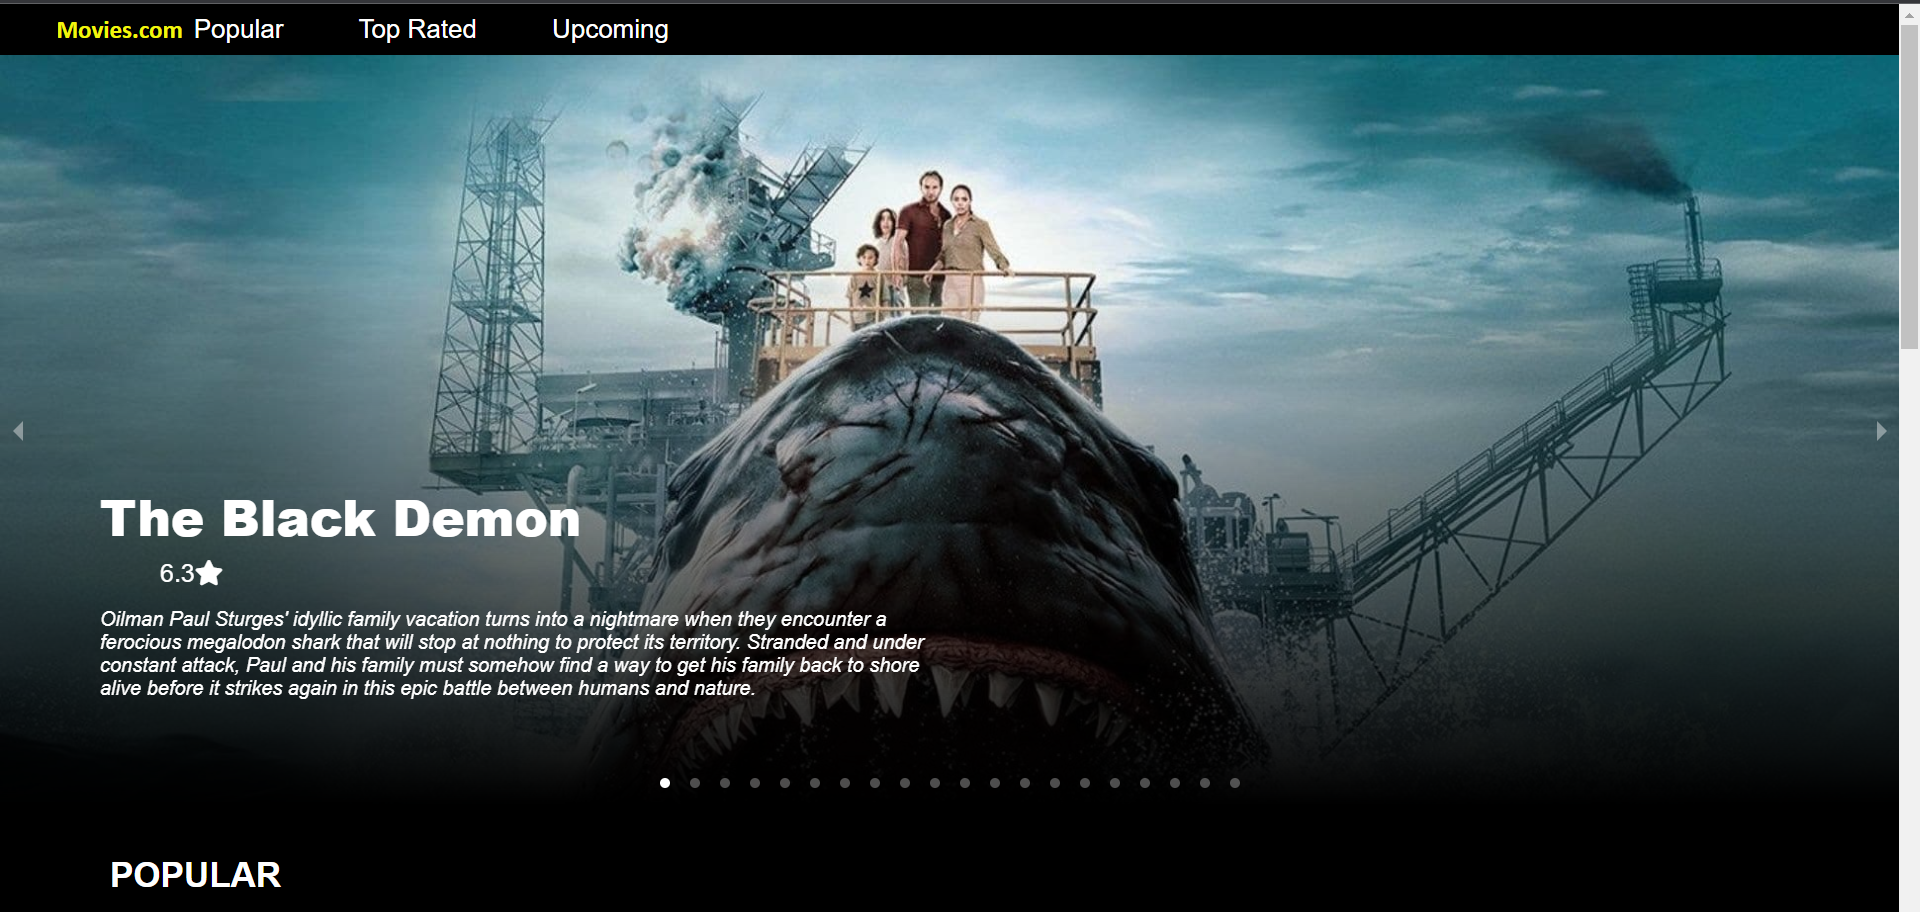 Movies.com Popular Top Rated Upcoming
The Black Demon
6.3
Oilman Paul Sturges' idyllic family vacation turns into a nightmare when they encounter a
ferocious megalodon shark that will stop at nothing to protect its territory. Stranded and under
constant attack, Paul and his family must somehow find a way to get his family back to shore
alive before it strikes again in this epic battle between humans and nature.
POPULAR